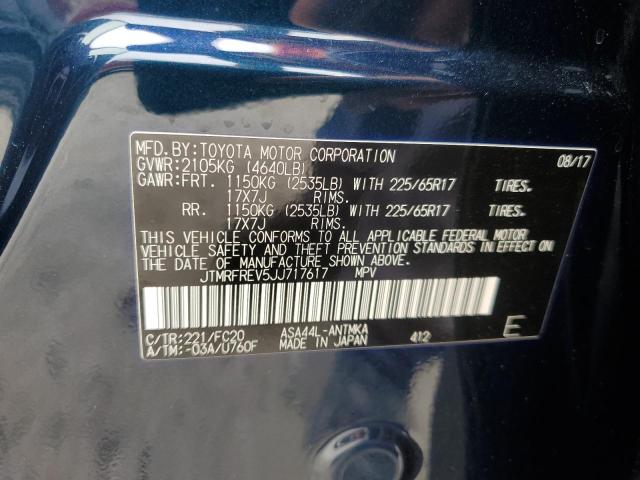 MFD.BY:TOYOTA MOTOR CORPORATION 08/17
GVWR:2105KG (4640LB)
GAWR:FRT. 1150KG (2535LB) WITH 225/65R17 TIRES.
17X7J RIMS.
RR. 1150KG (2535LB) WITH 225/65R17 TIRES.
17X7J RIMS.
THIS VEHICLE CONFORMS TO ALL APPLICABLE FEDERAL MOTOR
VEHICLE SAFETY AND THEFT PREVENTION STANDARDS IN EFFECT ON
THE DATE OF MANUFACTURE SHOWN ABOVE.
JTMRFREV5JJ717617 MPV
C/TR:221/FC20 ASA44L-ANTMKA 412 E
A/TM:-03A/U760F MADE IN JAPAN